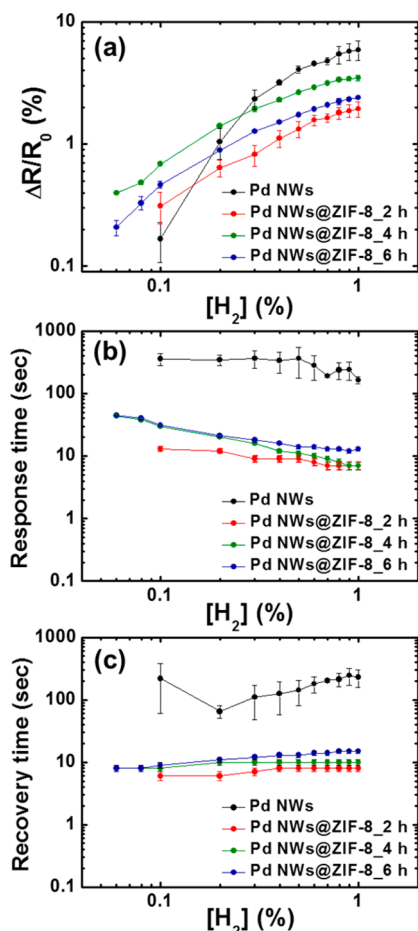 (a)
ΔR/R0 (%)
10
1
0.1
Pd NWs
Pd NWs@ZIF-8_2 h
Pd NWs@ZIF-8_4 h
Pd NWs@ZIF-8_6 h
0.1
1
[H2] (%)
(b)
Response time (sec)
1000
100
10
1
0.1
Pd NWs
Pd NWs@ZIF-8_2 h
Pd NWs@ZIF-8_4 h
Pd NWs@ZIF-8_6 h
0.1
1
[H2] (%)
(c)
Recovery time (sec)
1000
100
10
1
0.1
Pd NWs
Pd NWs@ZIF-8_2 h
Pd NWs@ZIF-8_4 h
Pd NWs@ZIF-8_6 h
0.1
1
[H2] (%)